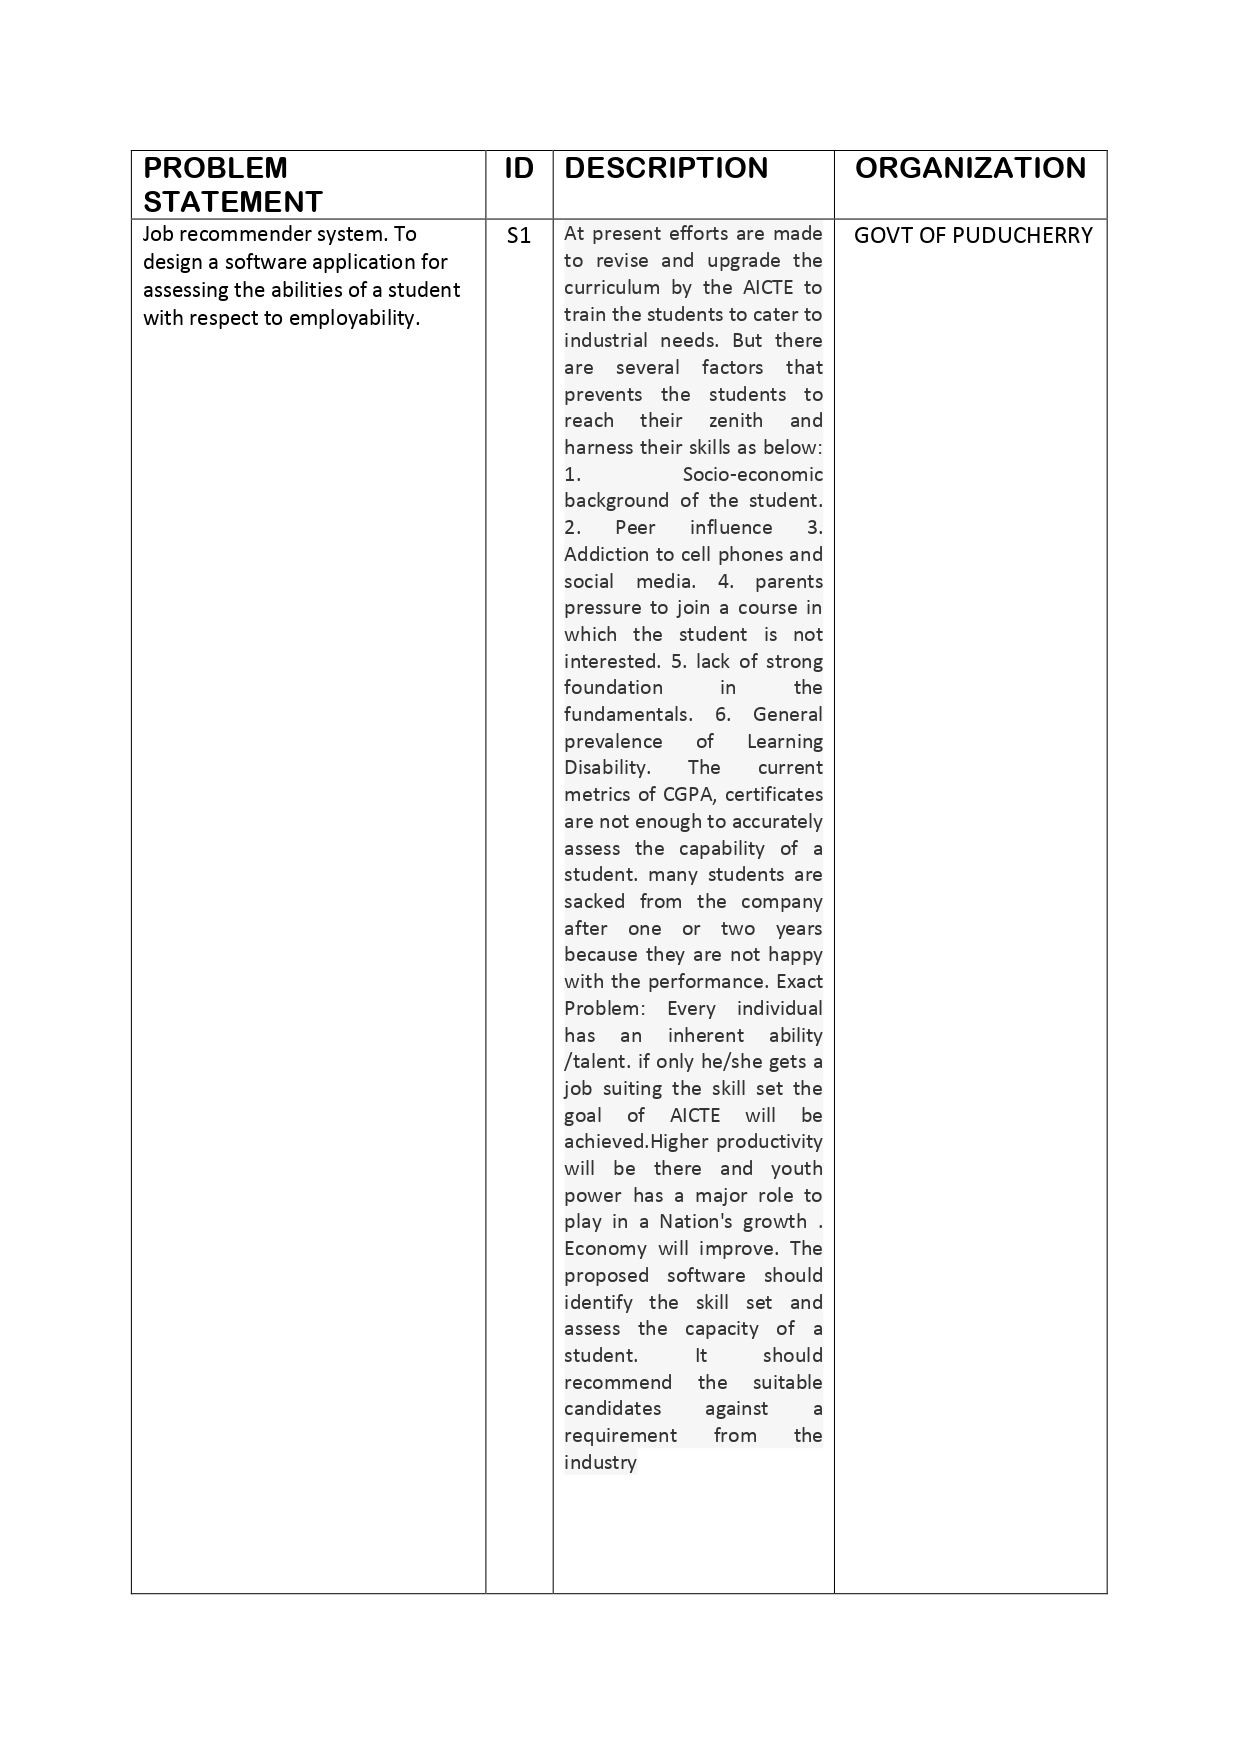 PROBLEM
STATEMENT
ID
DESCRIPTION
ORGANIZATION
Job recommender system. To
design a software application for
assessing the abilities of a student
with respect to employability.
S1
At present efforts are made
to revise and upgrade the
curriculum by the AICTE to
train the students to cater to
industrial needs. But there
are several factors that
prevents the students to
reach their zenith and
harness their skills as below:
1. Socio-economic
background of the student.
2. Peer influence 3.
Addiction to cell phones and
social media. 4. parents
pressure to join a course in
which the student is not
interested. 5. lack of strong
foundation in the
fundamentals. 6. General
prevalence of Learning
Disability. The current
metrics of CGPA, certificates
are not enough to accurately
assess the capability of a
student. many students are
sacked from the company
after one or two years
because they are not happy
with the performance. Exact
Problem: Every individual
has an inherent ability
/talent. if only he/she gets a
job suiting the skill set the
goal of AICTE will be
achieved.Higher productivity
will be there and youth
power has a major role to
play in a Nation's growth .
Economy will improve. The
proposed software should
identify the skill set and
assess the capacity of a
student. It should
recommend the suitable
candidates against a
requirement from the
industry
GOVT OF PUDUCHERRY